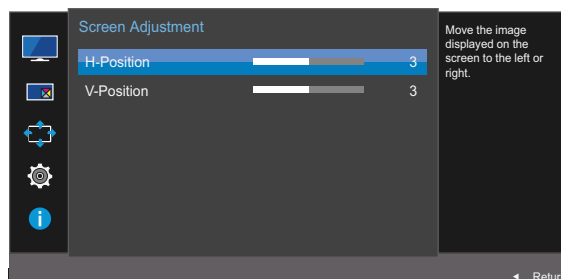 Screen Adjustment
H-Position 3
V-Position 3
Move the image
displayed on the
screen to the left or
right.